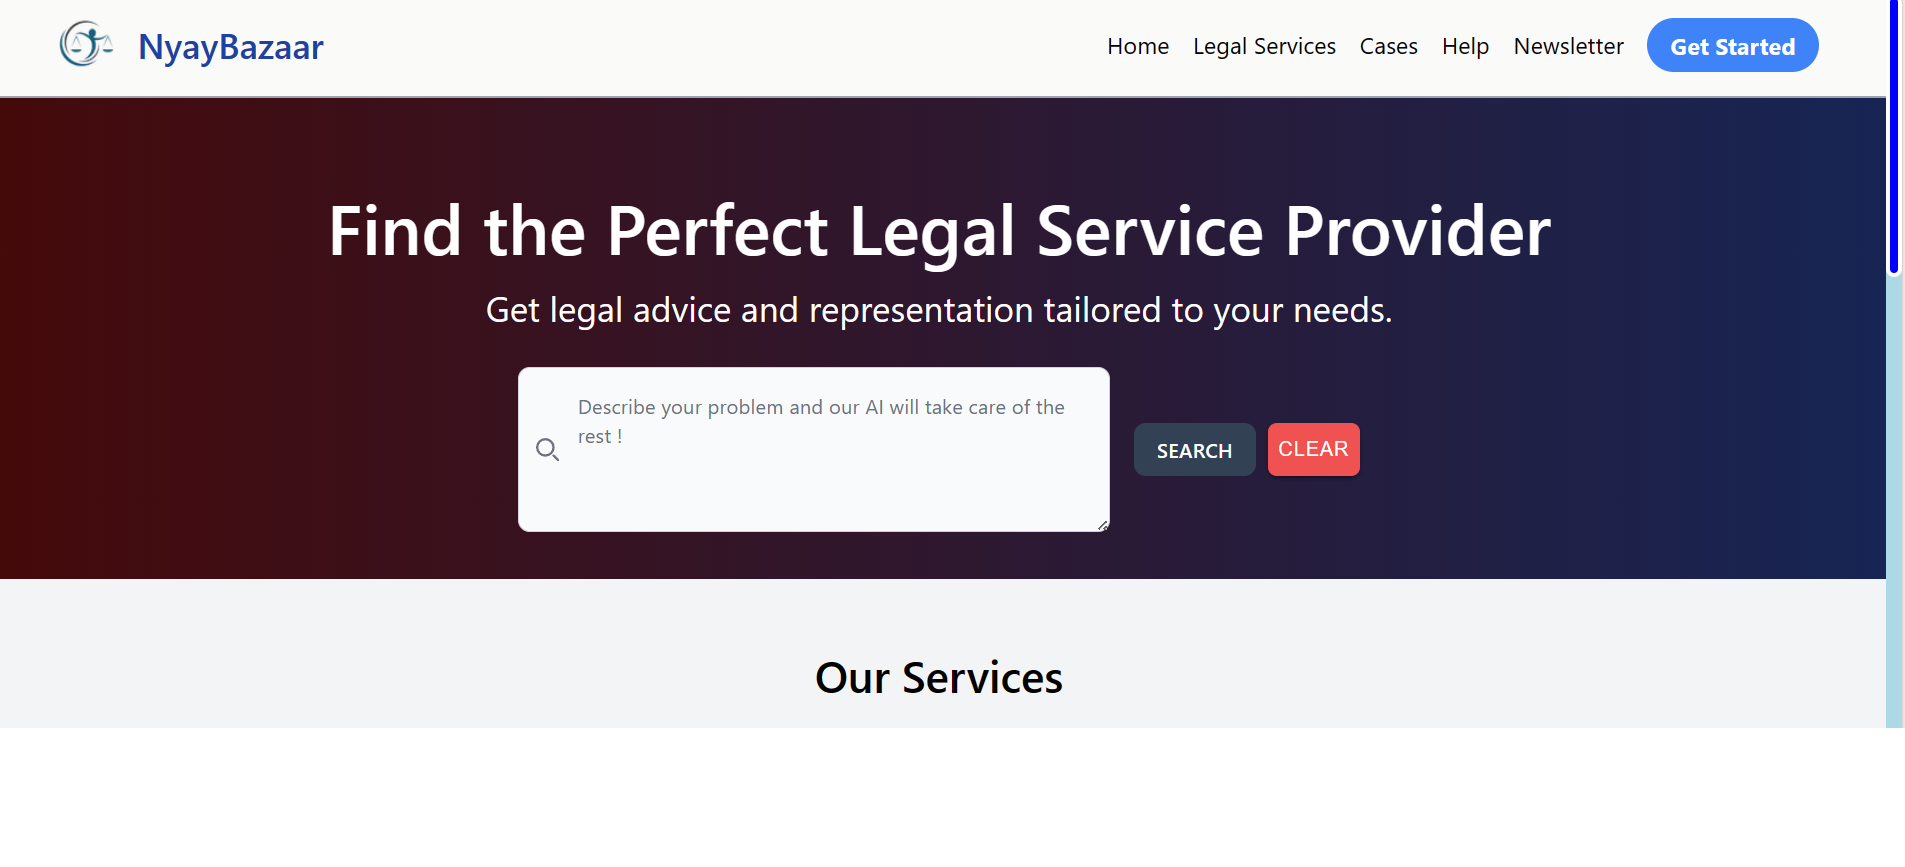 NyayBazaar
Home Legal Services Cases Help Newsletter Get Started
Find the Perfect Legal Service Provider
Get legal advice and representation tailored to your needs.
Describe your problem and our AI will take care of the
rest !
SEARCH CLEAR
Our Services